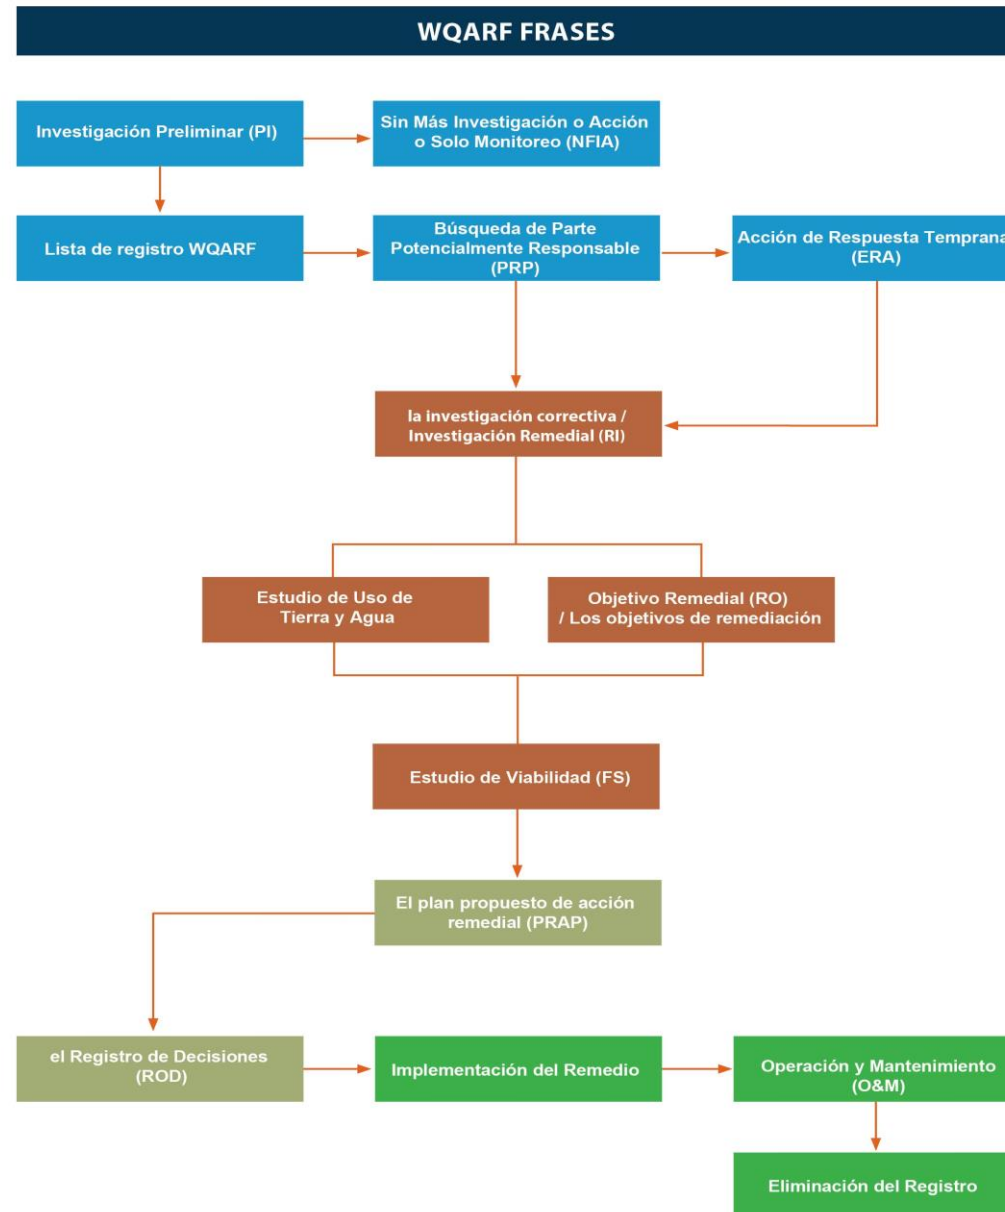 WQARF FRASES
Investigación Preliminar (PI)
Sin Más Investigación o Acción
o Solo Monitoreo (NFIA)
Lista de registro WQARF
Búsqueda de Parte
Potencialmente Responsable
(PRP)
Acción de Respuesta Temprana
(ERA)
la investigación correctiva /
Investigación Remedial (RI)
Estudio de Uso de
Tierra y Agua
Objetivo Remedial (RO)
/ Los objetivos de remediación
Estudio de Viabilidad (FS)
El plan propuesto de acción
remedial (PRAP)
el Registro de Decisiones
(ROD)
Implementación del Remedio
Operación y Mantenimiento
(O&M)
Eliminación del Registro